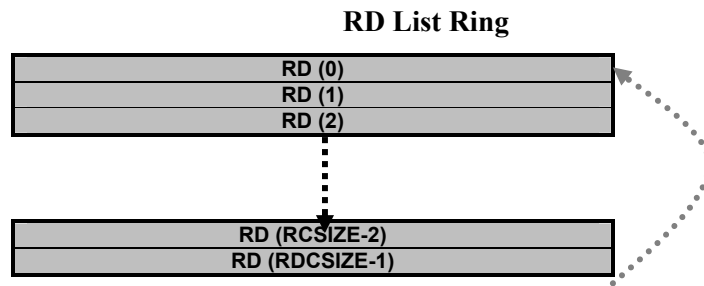 RD List Ring
RD (0)
RD (1)
RD (2)
RD (RCSIZE-2)
RD (RDCSIZE-1)